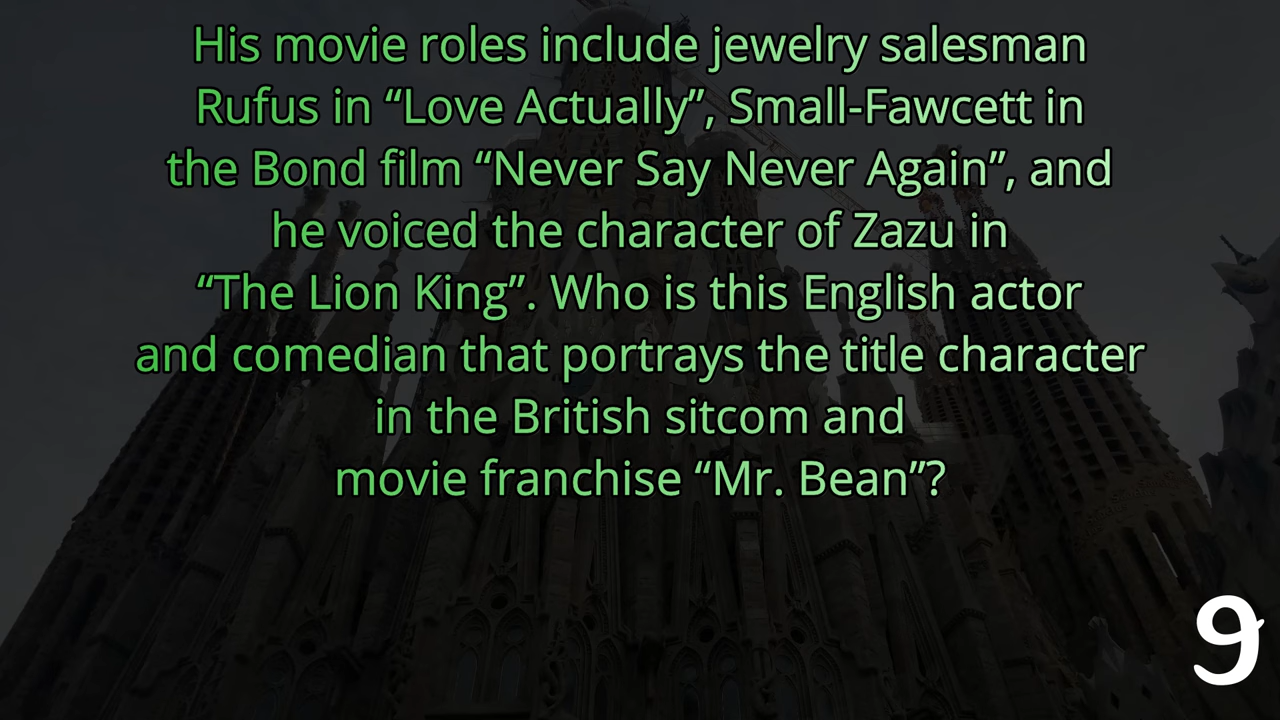 His movie roles include jewelry salesman
Rufus in “Love Actually”, Small-Fawcett in
the Bond film “Never Say Never Again”, and
he voiced the character of Zazu in
“The Lion King”. Who is this English actor
and comedian that portrays the title character
in the British sitcom and
movie franchise “Mr. Bean”?
9